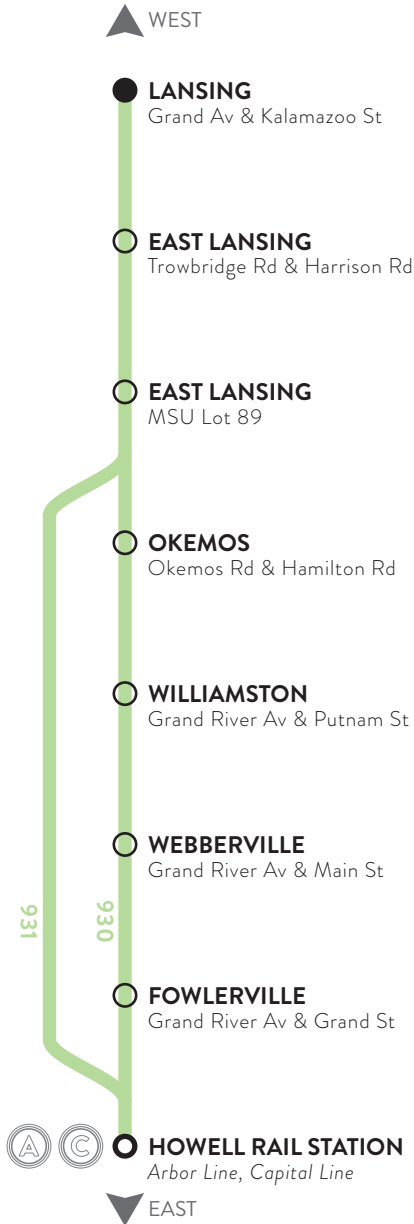 WEST
LANSING
Grand Av & Kalamazoo St
EAST LANSING
Trowbridge Rd & Harrison Rd
EAST LANSING
MSU Lot 89
OKEMOS
Okemos Rd & Hamilton Rd
WILLIAMSTON
Grand River Av & Putnam St
WEBBERVILLE
Grand River Av & Main St
931
930
FOWLERVILLE
Grand River Av & Grand St
A C HOWELL RAIL STATION
Arbor Line, Capital Line
EAST